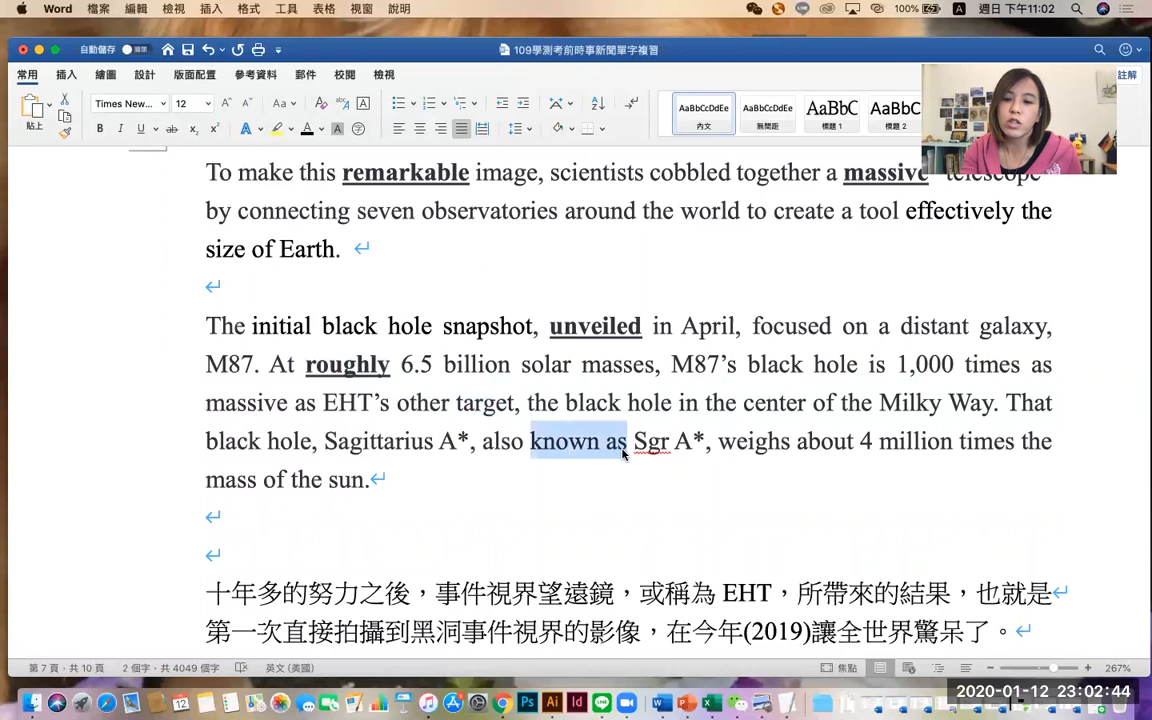 Word 檔案 編輯 檢視 插入 格式 工具 表格 視窗 說明 100% A 週日 下午11:02
自動儲存 109學測考前時事新聞單字複習
常用 插入 繪圖 設計 版面配置 參考資料 郵件 校閱 檢視 註解
貼上 Times New... 12 Aa
AaBbCcDdEe AaBbCcDdEe AaBbC AaBbC
內文 無間距 標題 1 標題 2
To make this remarkable image, scientists cobbled together a massive telescope
by connecting seven observatories around the world to create a tool effectively the
size of Earth.
The initial black hole snapshot, unveiled in April, focused on a distant galaxy,
M87. At roughly 6.5 billion solar masses, M87’s black hole is 1,000 times as
massive as EHT’s other target, the black hole in the center of the Milky Way. That
black hole, Sagittarius A*, also known as Sgr A*, weighs about 4 million times the
mass of the sun.
十年多的努力之後，事件視界望遠鏡，或稱為 EHT，所帶來的結果，也就是
第一次直接拍攝到黑洞事件視界的影像，在今年(2019)讓全世界驚呆了。
第 7 頁，共 10 頁 2 個字，共 4049 個字 英文 (美國) 焦點 267%
2020-01-12 23:02:44